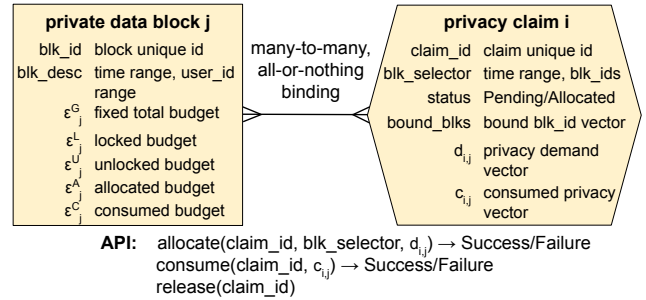 private data block j
blk_id block unique id
blk_desc time range, user_id
range
ε^G_j fixed total budget
ε^L_j locked budget
ε^U_j unlocked budget
ε^A_j allocated budget
ε^C_j consumed budget
many-to-many,
all-or-nothing
binding
privacy claim i
claim_id claim unique id
blk_selector time range, blk_ids
status Pending/Allocated
bound_blks bound blk_id vector
d_i,j privacy demand
vector
c_i,j consumed privacy
vector
API: allocate(claim_id, blk_selector, d_i,j) → Success/Failure
consume(claim_id, c_i,j) → Success/Failure
release(claim_id)